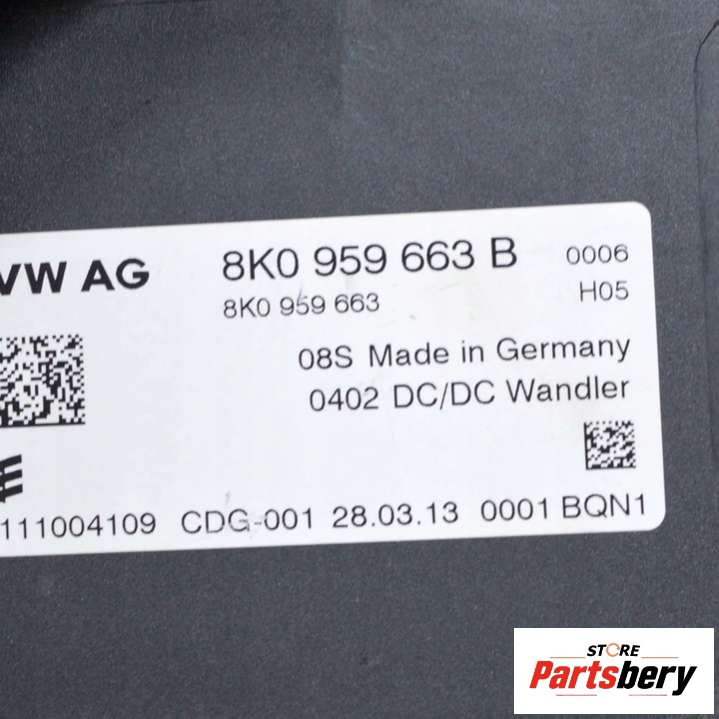 VW AG
8K0 959 663 B 0006
8K0 959 663 H05
08S Made in Germany
0402 DC/DC Wandler
111004109 CDG-001 28.03.13 0001 BQN1
STORE
Partsbery